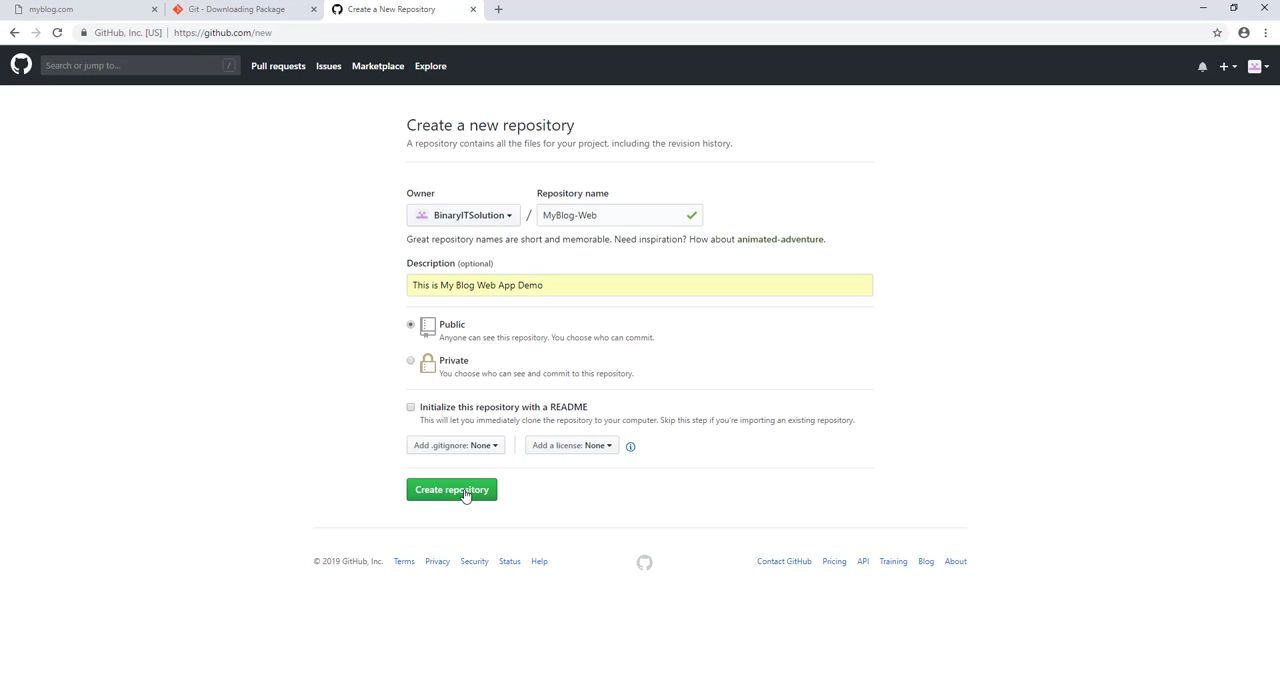 myblog.com
Git - Downloading Package
Create a New Repository
GitHub, Inc. [US] | https://github.com/new
Search or jump to... /
Pull requests Issues Marketplace Explore
Create a new repository
A repository contains all the files for your project, including the revision history.
Owner Repository name
BinaryITSolution / MyBlog-Web
Great repository names are short and memorable. Need inspiration? How about animated-adventure.
Description (optional)
This is My Blog Web App Demo
Public
Anyone can see this repository. You choose who can commit.
Private
You choose who can see and commit to this repository.
Initialize this repository with a README
This will let you immediately clone the repository to your computer. Skip this step if you're importing an existing repository.
Add .gitignore: None Add a license: None
Create repository
© 2019 GitHub, Inc. Terms Privacy Security Status Help Contact GitHub Pricing API Training Blog About